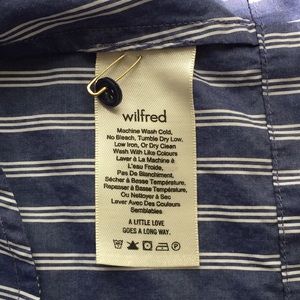 wilfred
Machine Wash Cold,
No Bleach, Tumble Dry Low,
Low Iron, Or Dry Clean
Wash With Like Colours
Laver à La Machine à
L'eau Froide,
Pas De Blanchiment,
Sécher à Basse Température,
Repasser à Basse Température,
Ou Nettoyer à Sec
Laver Avec Des Couleurs
Semblables
A LITTLE LOVE
GOES A LONG WAY.